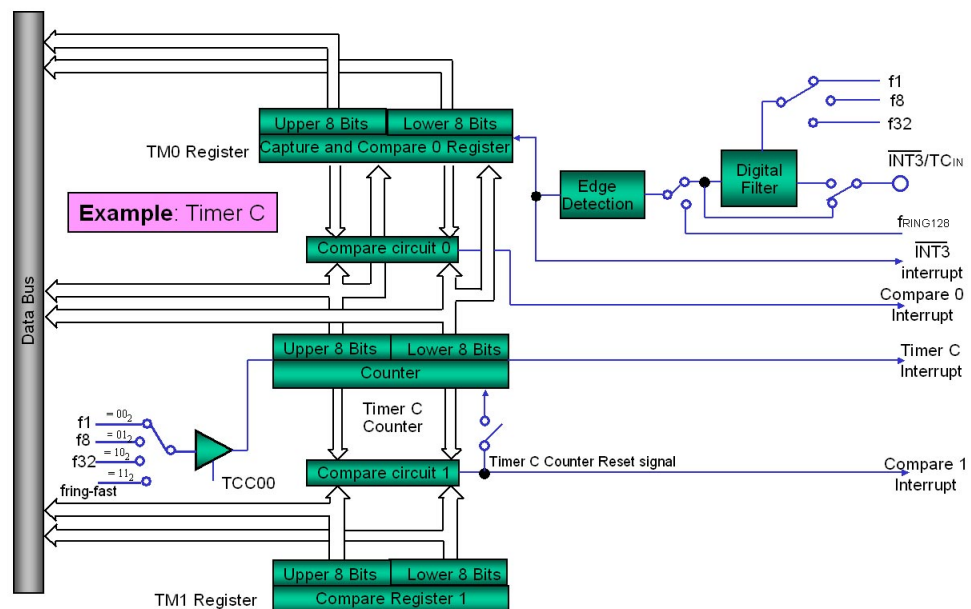 Data Bus
Upper 8 Bits
Lower 8 Bits
TM0 Register
Capture and Compare 0 Register
Example: Timer C
Compare circuit 0
f1
f8
f32
INT3/TCIN
Digital
Filter
Edge
Detection
fRING128
INT3
interrupt
Compare 0
Interrupt
Upper 8 Bits
Lower 8 Bits
Counter
Timer C
Interrupt
Timer C
Counter
f1
= 00₂
f8
= 01₂
f32
= 10₂
= 11₂
fring-fast
TCC00
Compare circuit 1
Timer C Counter Reset signal
Compare 1
Interrupt
Upper 8 Bits
Lower 8 Bits
TM1 Register
Compare Register 1